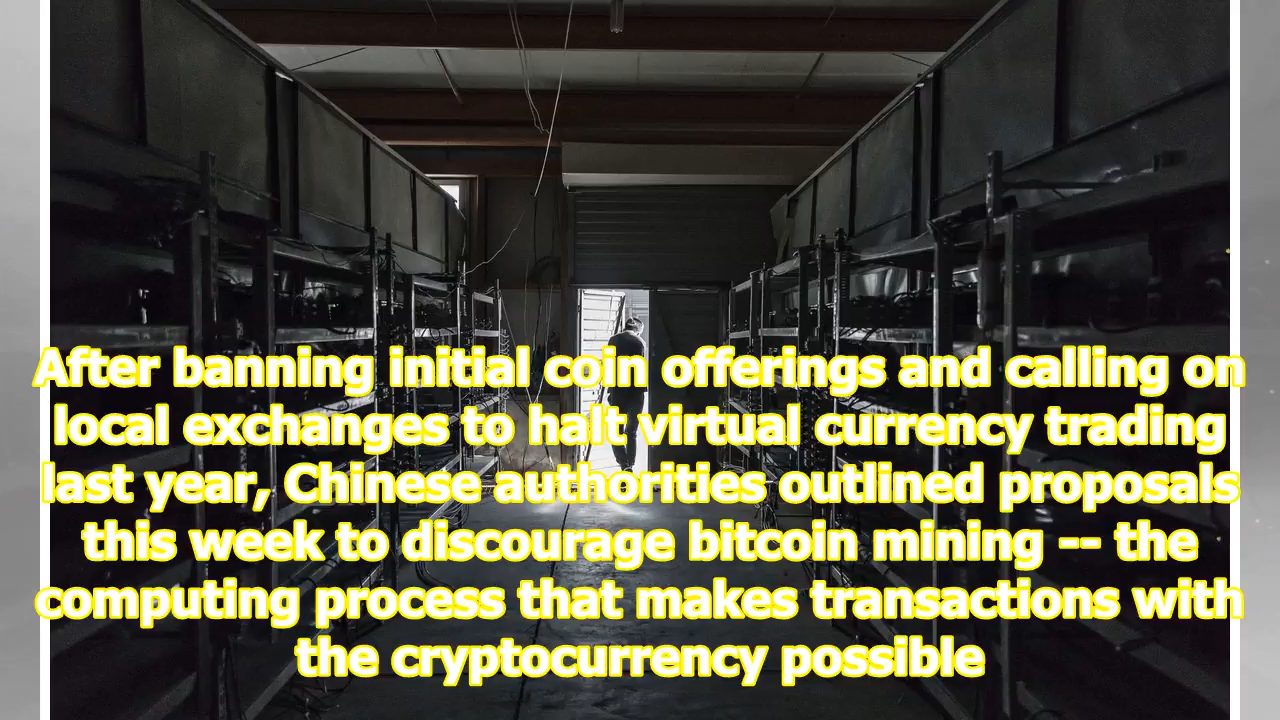 After banning initial coin offerings and calling on
local exchanges to halt virtual currency trading
last year, Chinese authorities outlined proposals
this week to discourage bitcoin mining -- the
computing process that makes transactions with
the cryptocurrency possible